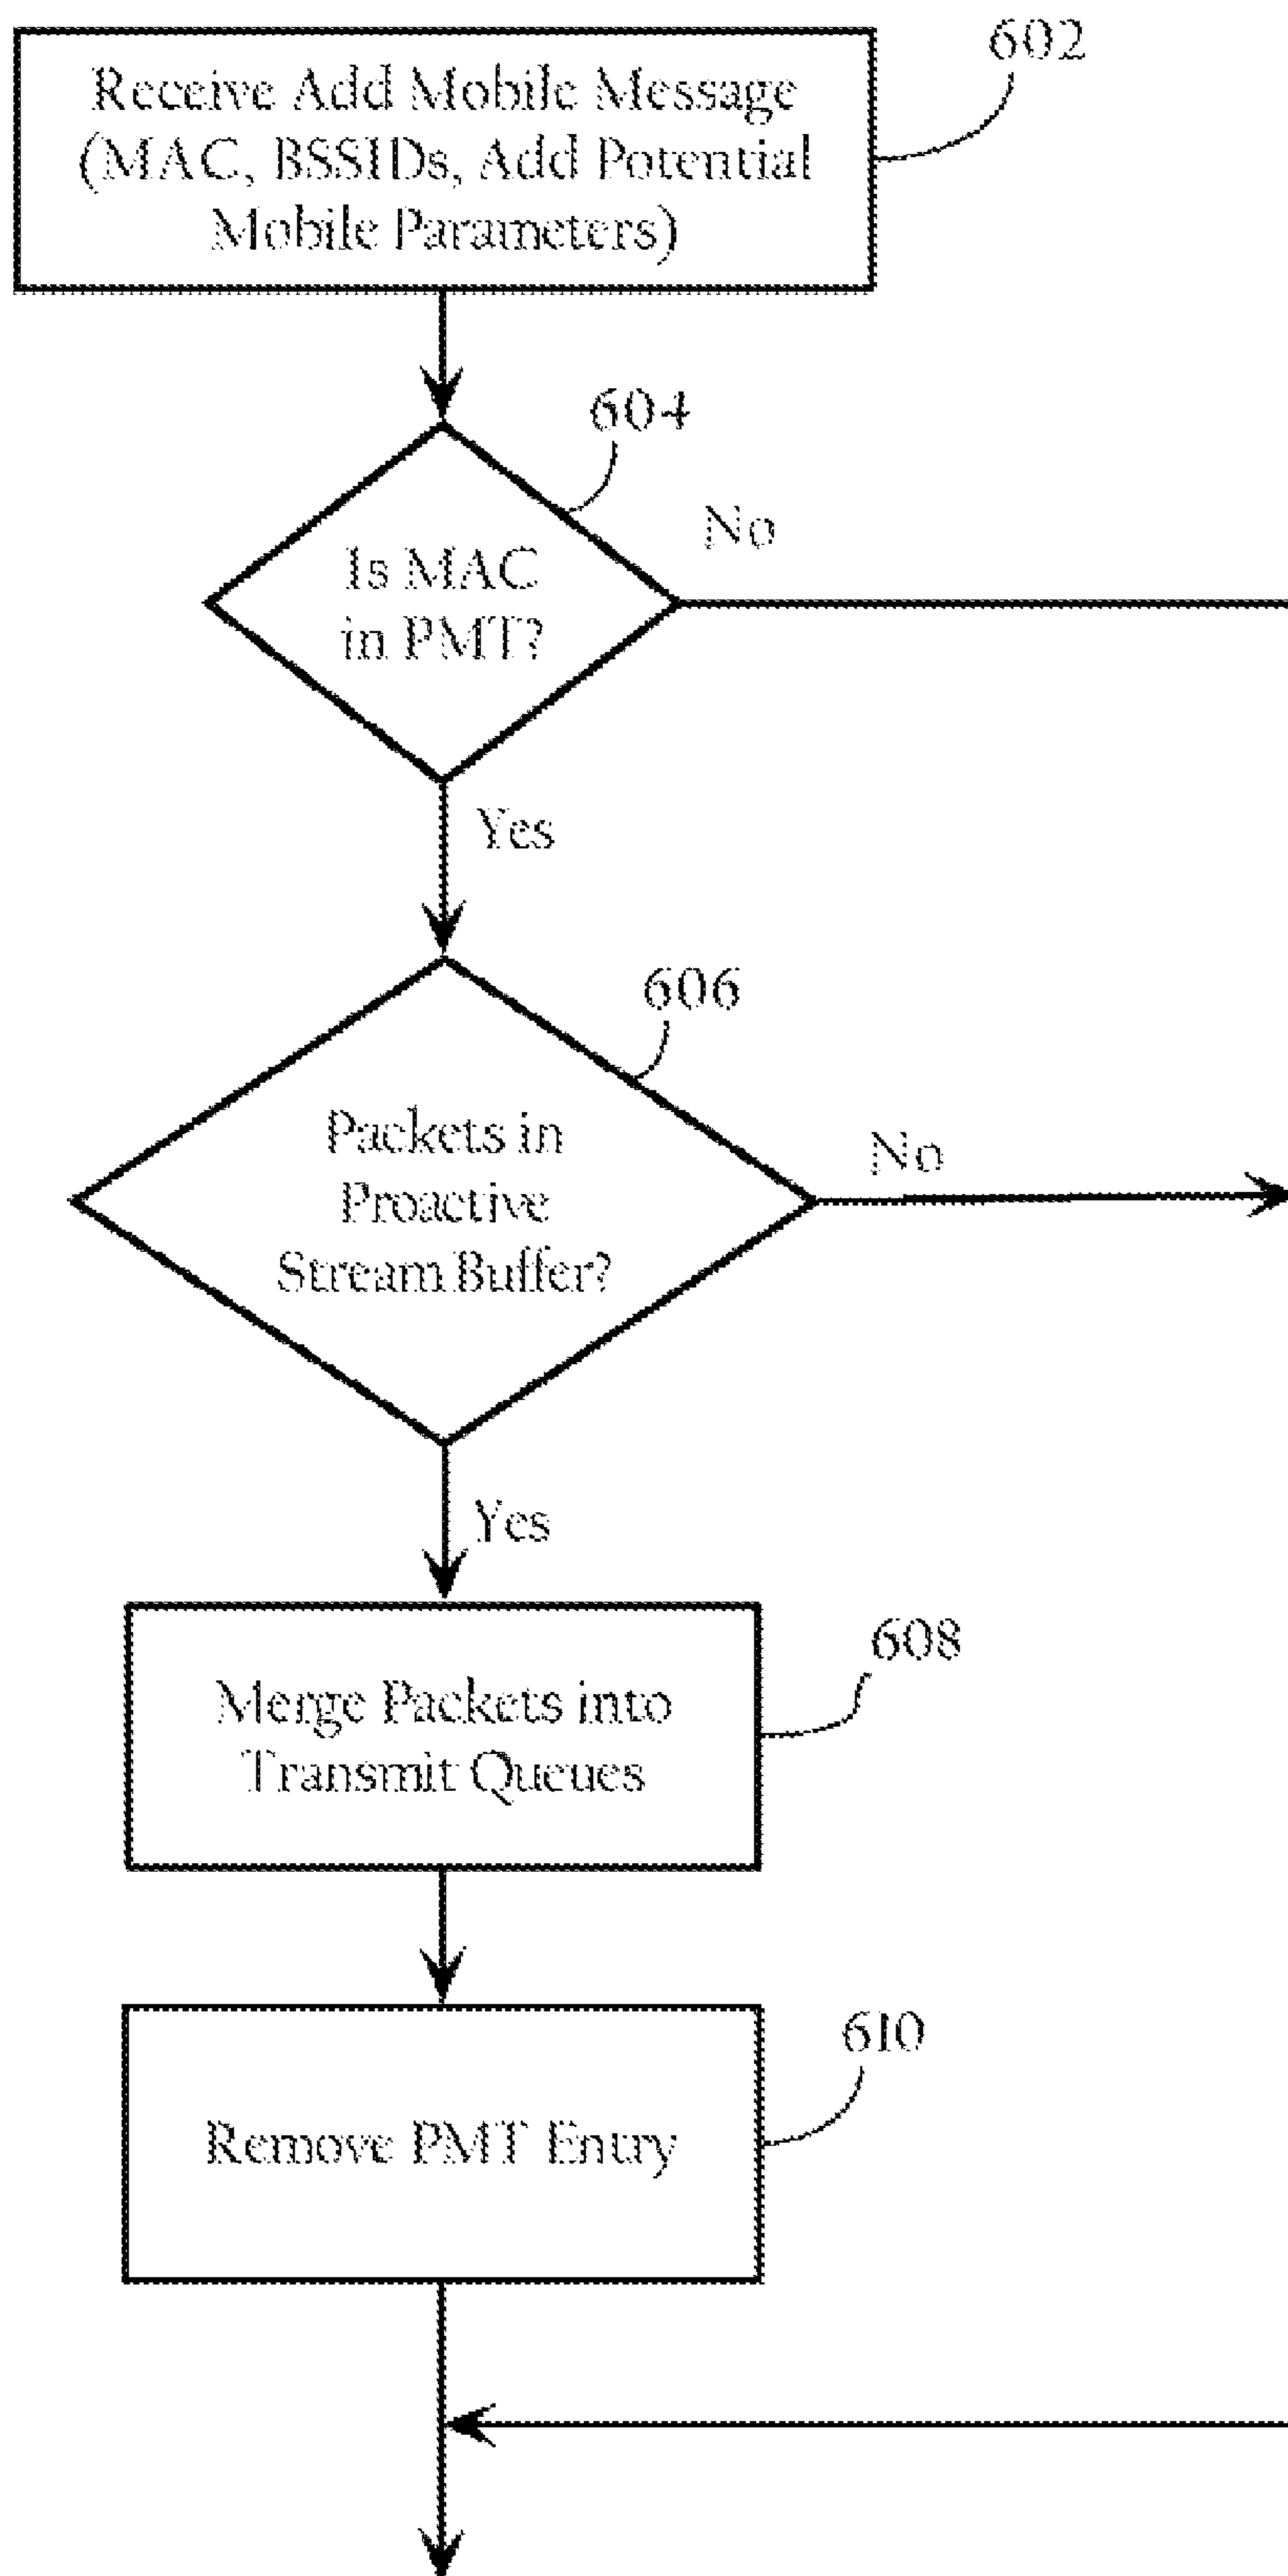 602
Receive Add Mobile Message
(MAC, BSSIDs, Add Potential
Mobile Parameters)
604
No
Is MAC
in PMT?
Yes
606
Packets in
Proactive
Stream Buffer?
No
Yes
608
Merge Packets into
Transmit Queues
610
Remove PMT Entry